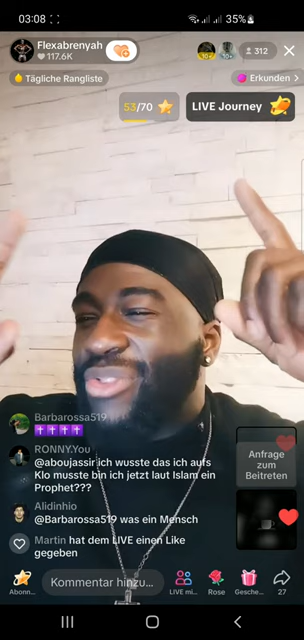 03:08
35%
Flexabrenyah
117.6K
312
Tägliche Rangliste
Erkunden >
53/70
LIVE Journey
Barbarossa519
RONNY.You
@aboujassir ich wusste das ich aufs
Klo musste bin ich jetzt laut Islam ein
Prophet???
Alidinhio
@Barbarossa519 was ein Mensch
Martin hat dem LIVE einen Like
gegeben
Anfrage
zum
Beitreten
Kommentar hinzu...
Abonn...
LIVE mi...
Rose
Gesche...
27